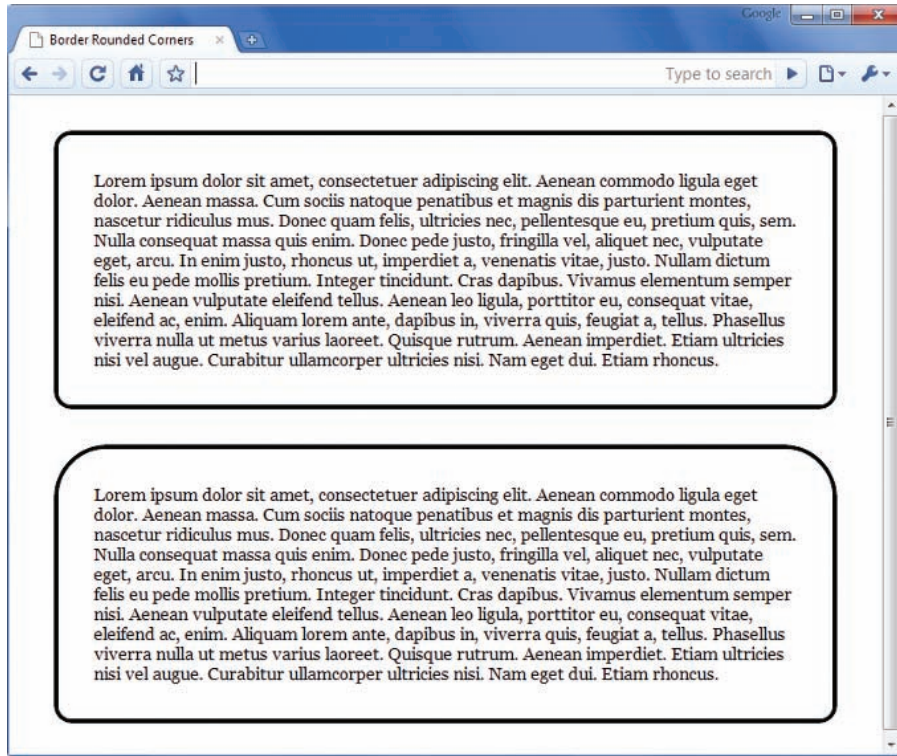 Google
Border Rounded Corners
Type to search
Lorem ipsum dolor sit amet, consectetuer adipiscing elit. Aenean commodo ligula eget
dolor. Aenean massa. Cum sociis natoque penatibus et magnis dis parturient montes,
nascetur ridiculus mus. Donec quam felis, ultricies nec, pellentesque eu, pretium quis, sem.
Nulla consequat massa quis enim. Donec pede justo, fringilla vel, aliquet nec, vulputate
eget, arcu. In enim justo, rhoncus ut, imperdiet a, venenatis vitae, justo. Nullam dictum
felis eu pede mollis pretium. Integer tincidunt. Cras dapibus. Vivamus elementum semper
nisi. Aenean vulputate eleifend tellus. Aenean leo ligula, porttitor eu, consequat vitae,
eleifend ac, enim. Aliquam lorem ante, dapibus in, viverra quis, feugiat a, tellus. Phasellus
viverra nulla ut metus varius laoreet. Quisque rutrum. Aenean imperdiet. Etiam ultricies
nisi vel augue. Curabitur ullamcorper ultricies nisi. Nam eget dui. Etiam rhoncus.
Lorem ipsum dolor sit amet, consectetuer adipiscing elit. Aenean commodo ligula eget
dolor. Aenean massa. Cum sociis natoque penatibus et magnis dis parturient montes,
nascetur ridiculus mus. Donec quam felis, ultricies nec, pellentesque eu, pretium quis, sem.
Nulla consequat massa quis enim. Donec pede justo, fringilla vel, aliquet nec, vulputate
eget, arcu. In enim justo, rhoncus ut, imperdiet a, venenatis vitae, justo. Nullam dictum
felis eu pede mollis pretium. Integer tincidunt. Cras dapibus. Vivamus elementum semper
nisi. Aenean vulputate eleifend tellus. Aenean leo ligula, porttitor eu, consequat vitae,
eleifend ac, enim. Aliquam lorem ante, dapibus in, viverra quis, feugiat a, tellus. Phasellus
viverra nulla ut metus varius laoreet. Quisque rutrum. Aenean imperdiet. Etiam ultricies
nisi vel augue. Curabitur ullamcorper ultricies nisi. Nam eget dui. Etiam rhoncus.